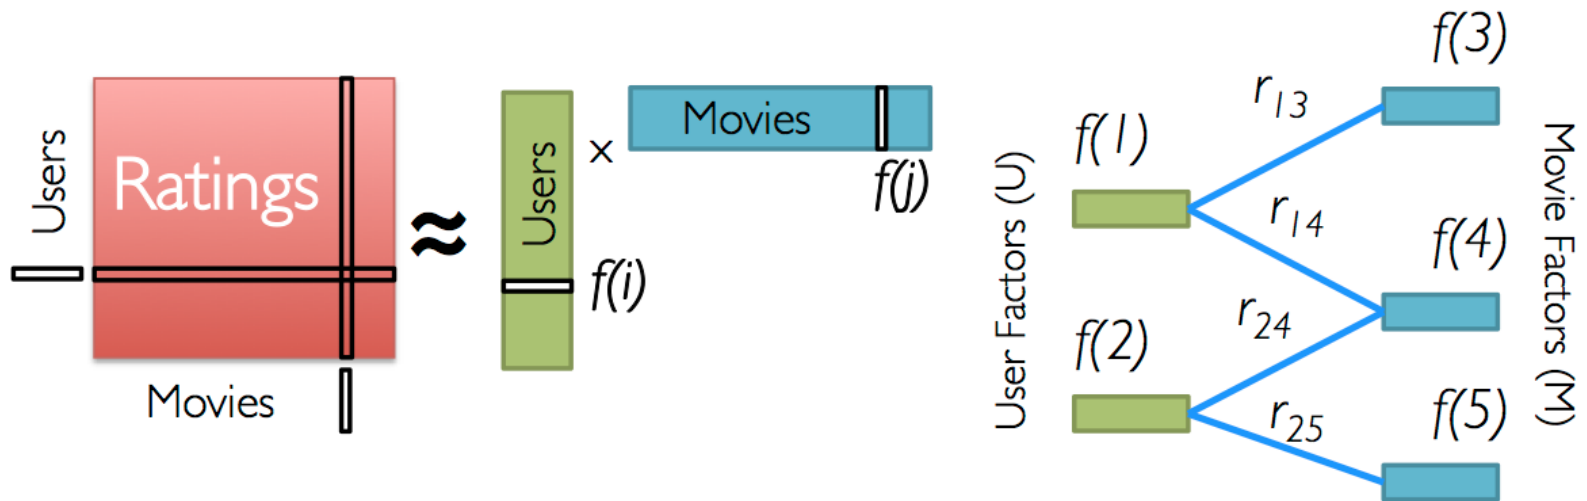 Users
Ratings
Movies
≈
Users
f(i)
x
Movies
f(j)
User Factors (U)
f(1)
f(2)
r13
r14
r24
r25
f(3)
f(4)
f(5)
Movie Factors (M)